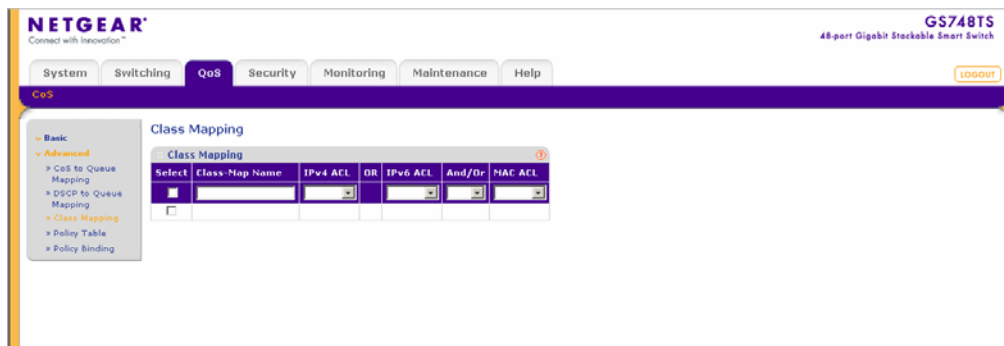 NETGEAR®
Connect with Innovation™
GS748TS
48-port Gigabit Stackable Smart Switch
System Switching QoS Security Monitoring Maintenance Help
LOGOUT
CoS
Basic
Advanced
» CoS to Queue
Mapping
» DSCP to Queue
Mapping
» Class Mapping
» Policy Table
» Policy Binding
Class Mapping
Class Mapping
Select Class-Map Name IPv4 ACL OR IPv6 ACL And/Or MAC ACL